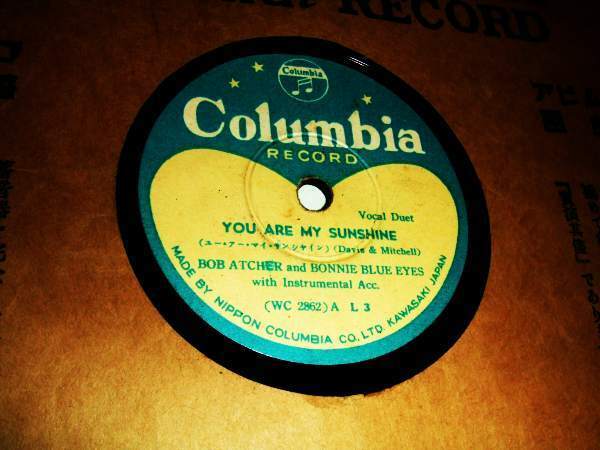 RECORD
Columbia
Columbia
RECORD
Vocal Duet
YOU ARE MY SUNSHINE
(ユー・アー・マイ・サンシャイン) (Davis & Mitchell)
BOB ATCHER and BONNIE BLUE EYES
with Instrumental Acc.
(WC 2862) A L 3
MADE BY NIPPON COLUMBIA CO., LTD. KAWASAKI JAPAN